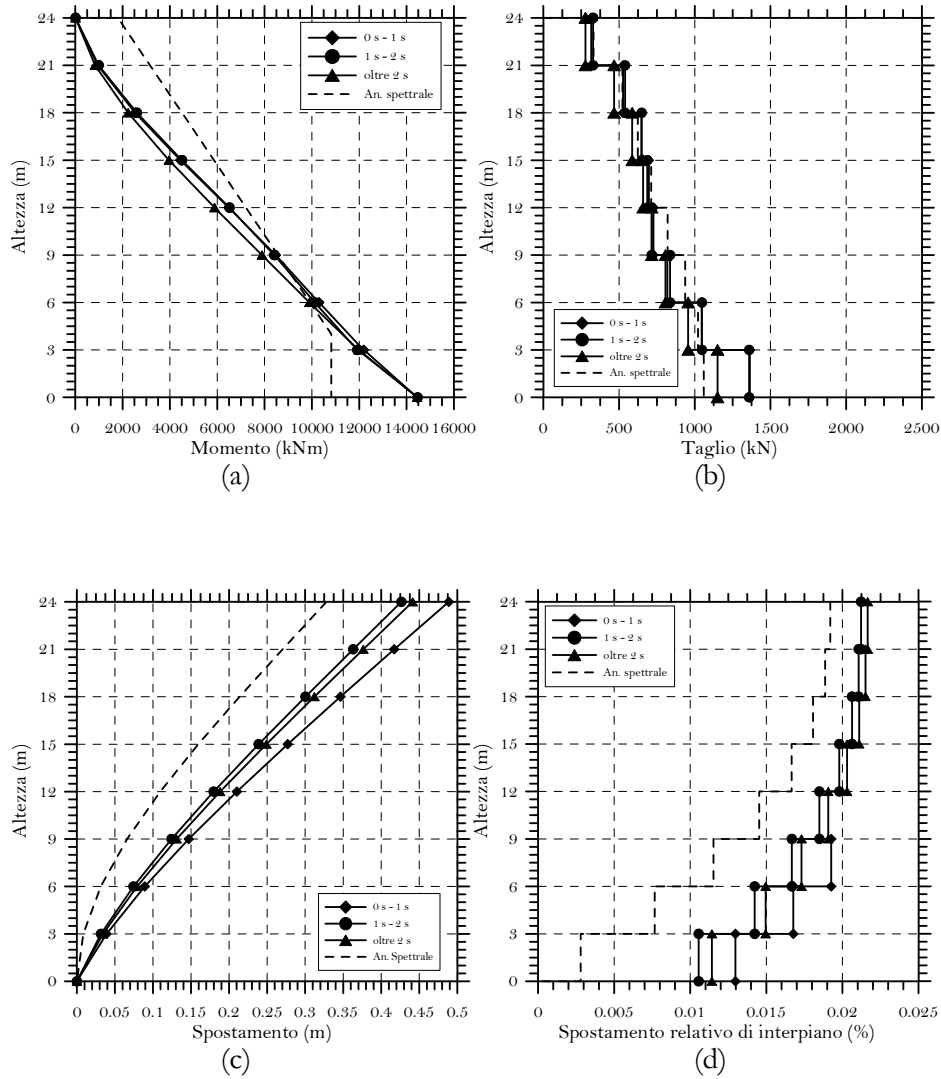 24
21
18
15
12
9
6
3
0
Altezza (m)
0 2000 4000 6000 8000 10000 12000 14000 16000
Momento (kNm)
0 s - 1 s
1 s - 2 s
oltre 2 s
An. spettrale
(a)
24
21
18
15
12
9
6
3
0
Altezza (m)
0 500 1000 1500 2000 2500
Taglio (kN)
0 s - 1 s
1 s - 2 s
oltre 2 s
An. spettrale
(b)
24
21
18
15
12
9
6
3
0
Altezza (m)
0 0.05 0.1 0.15 0.2 0.25 0.3 0.35 0.4 0.45 0.5
Spostamento (m)
0 s - 1 s
1 s - 2 s
oltre 2 s
An. Spettrale
(c)
24
21
18
15
12
9
6
3
0
Altezza (m)
0 0.005 0.01 0.015 0.02 0.025
Spostamento relativo di interpiano (%)
0 s - 1 s
1 s - 2 s
oltre 2 s
An. spettrale
(d)